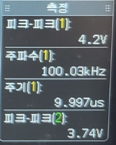 측정
피크-피크(1):
4.2V
주파수(1):
100.03kHz
주기(1):
9.997us
피크-피크(2):
3.74V